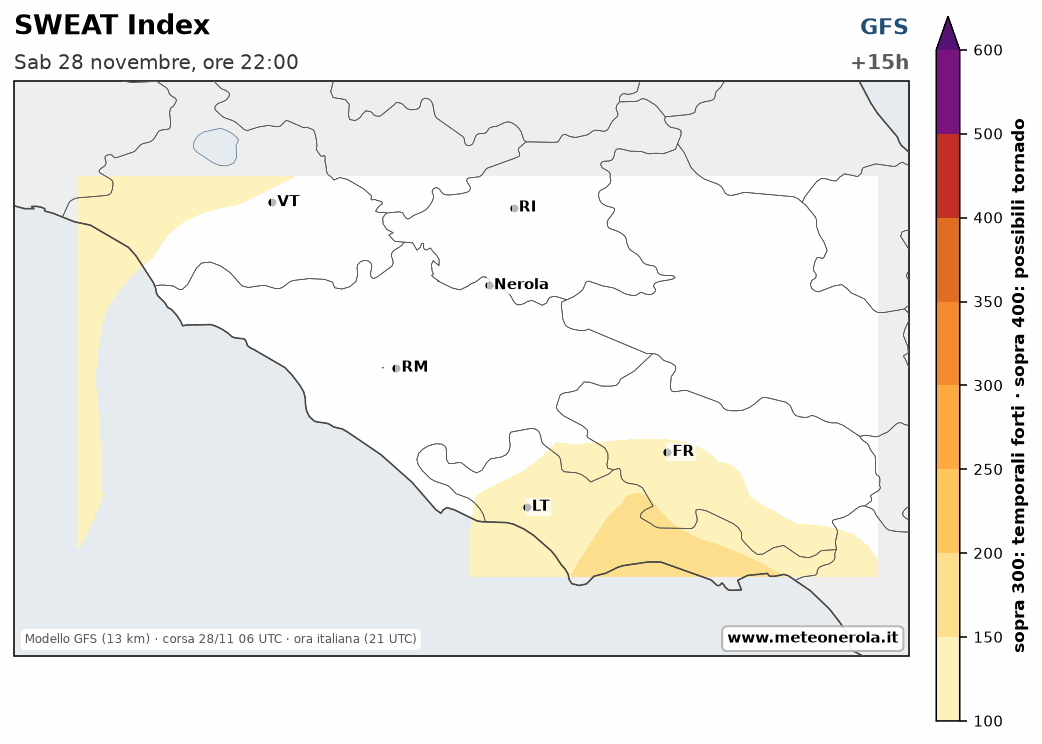 SWEAT Index
GFS
Sab 28 novembre, ore 22:00
+15h
VT
RI
Nerola
RM
FR
LT
Modello GFS (13 km) · corsa 28/11 06 UTC · ora italiana (21 UTC)
www.meteonerola.it
600
500
400
350
300
250
200
150
100
sopra 300: temporali forti · sopra 400: possibili tornado